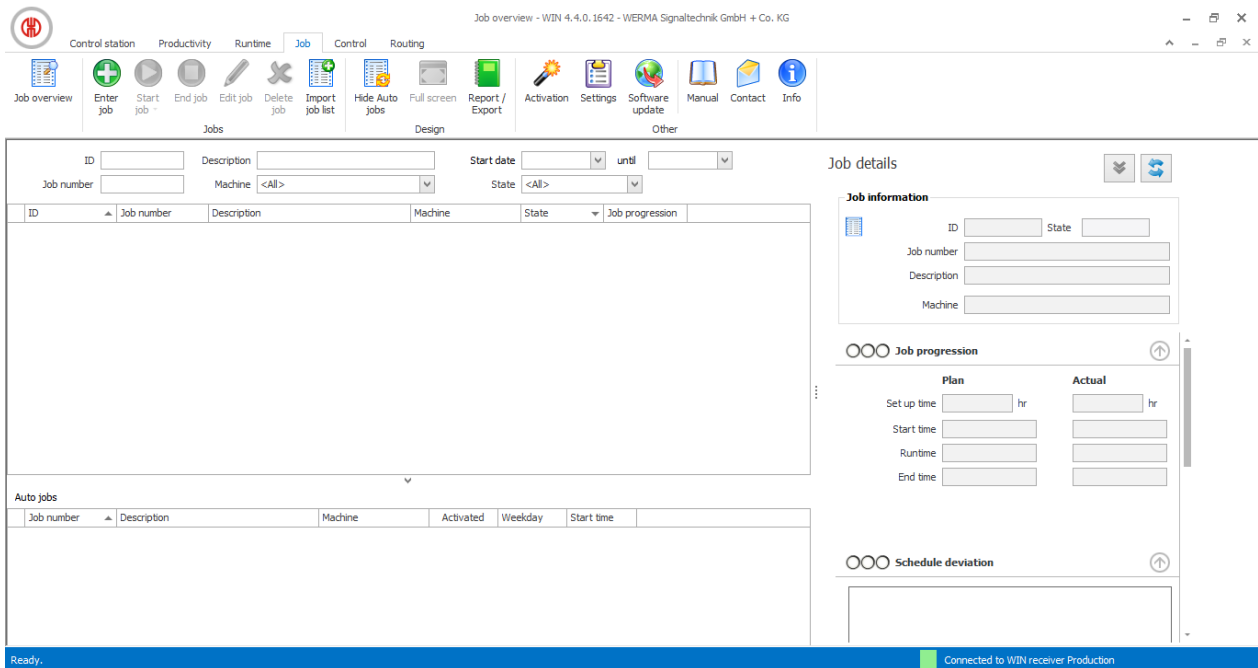 Job overview - WIN 4.4.0.1642 - WERMA Signaltechnik GmbH + Co. KG
Control station Productivity Runtime Job Control Routing
Job overview Enter job Start job End job Edit job Delete job Import job list Hide Auto jobs Full screen Report / Export Activation Settings Software update Manual Contact Info
Jobs Design Other
ID Description Start date until
Job number Machine <All> State <All>
ID Job number Description Machine State Job progression
Auto jobs
Job number Description Machine Activated Weekday Start time
Job details
Job information
ID State
Job number
Description
Machine
Job progression
Plan Actual
Set up time hr hr
Start time
Runtime
End time
Schedule deviation
Ready. Connected to WIN receiver Production